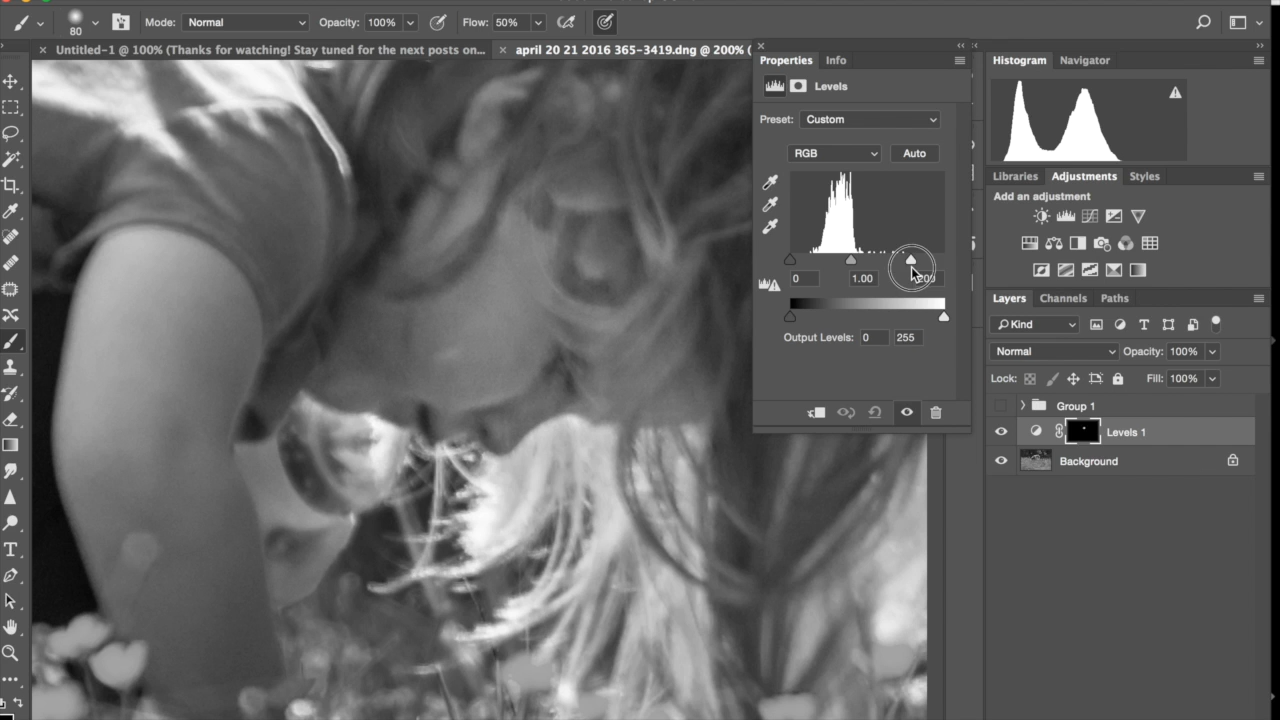 Mode: Normal Opacity: 100% Flow: 50%
80
Untitled-1 @ 100% (Thanks for watching! Stay tuned for the next posts on...
april 20 21 2016 365-3419.dng @ 200% (
Properties Info
Levels
Preset: Custom
RGB Auto
0 1.00
Output Levels: 0 255
Histogram Navigator
Libraries Adjustments Styles
Add an adjustment
Layers Channels Paths
Kind
Normal Opacity: 100%
Lock: Fill: 100%
Group 1
Levels 1
Background